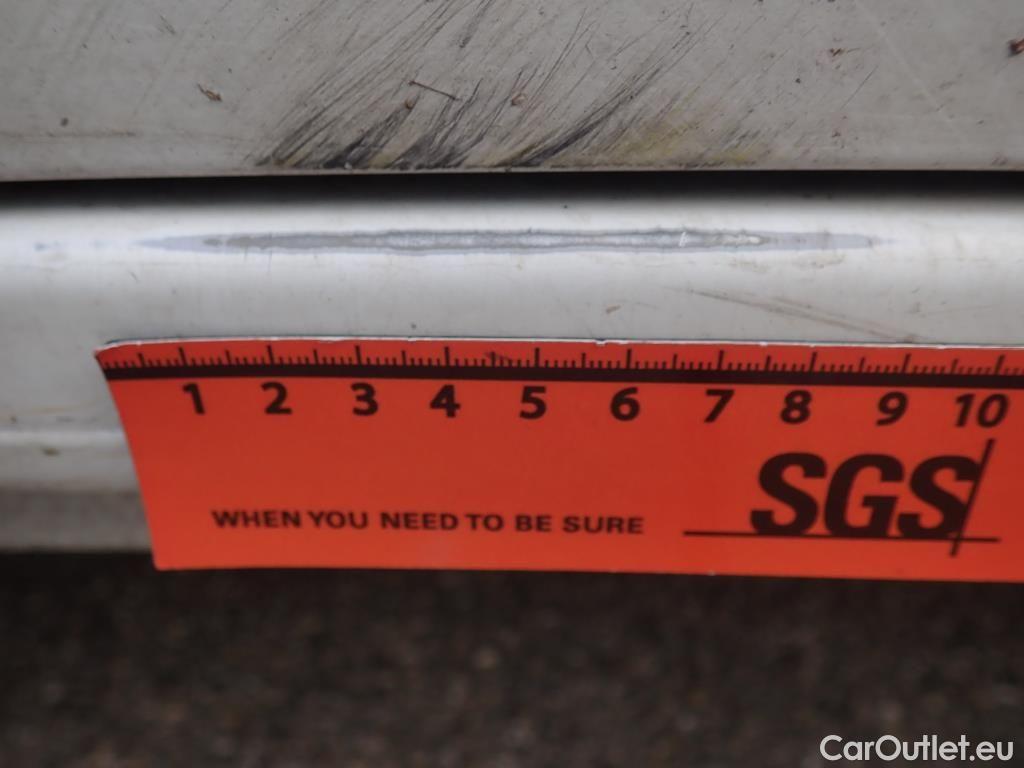 1 2 3 4 5 6 7 8 9 10
SGS
WHEN YOU NEED TO BE SURE
CarOutlet.eu